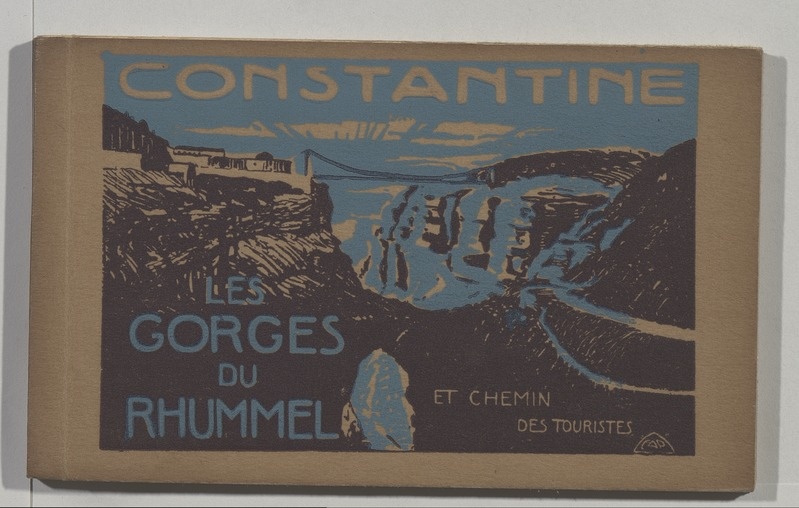 CONSTANTINE
LES
GORGES
DU
RHUMMEL
ET CHEMIN
DES TOURISTES